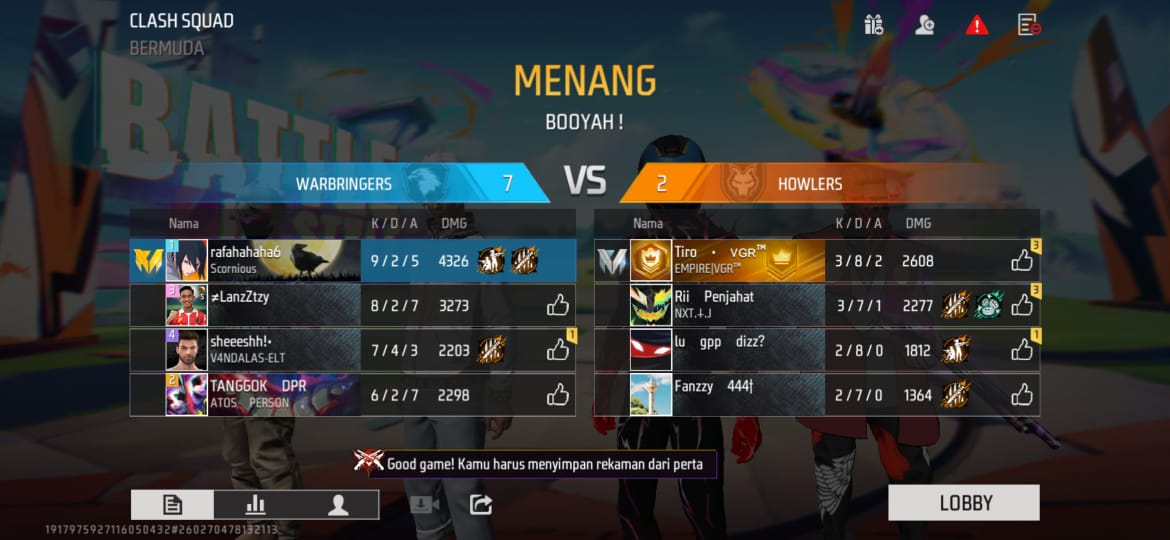 CLASH SQUAD
BERMUDA
MENANG
BOOYAH !
WARBRINGERS 7 VS 2 HOWLERS
Nama K / D / A DMG
1 rafahahaha6 9 / 2 / 5 4326
Scornious
3 ≠LanzZtzy 8 / 2 / 7 3273
4 sheeeshh!• 7 / 4 / 3 2203 1
V4NDALAS-ELT
2 TANGGOK DPR 6 / 2 / 7 2298
ATOS PERSON
Nama K / D / A DMG
Tiro • VGR™ 3 / 8 / 2 2608 3
EMPIRE|VGR™
Rii Penjahat 3 / 7 / 1 2277 3
NXT.⸸.J
lu gpp dizz? 2 / 8 / 0 1812 1
Fanzzy 444† 2 / 7 / 0 1364
Good game! Kamu harus menyimpan rekaman dari perta
LOBBY
1917975927116050432#260270478132113